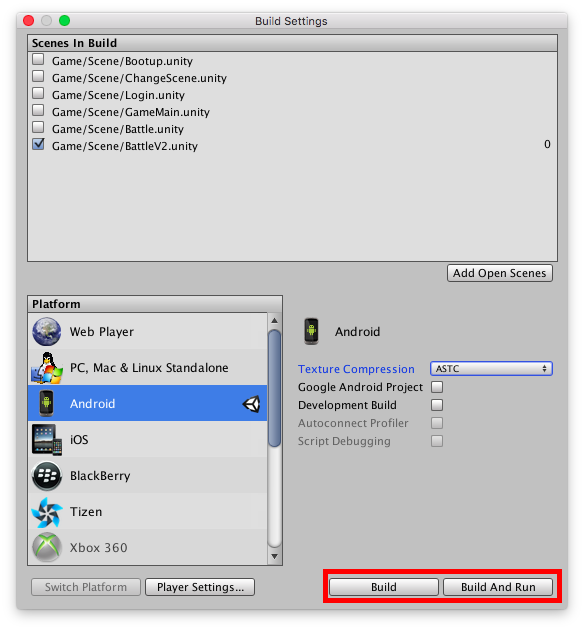 Build Settings
Scenes In Build
Game/Scene/Bootup.unity
Game/Scene/ChangeScene.unity
Game/Scene/Login.unity
Game/Scene/GameMain.unity
Game/Scene/Battle.unity
Game/Scene/BattleV2.unity 0
Add Open Scenes
Platform
Web Player
PC, Mac & Linux Standalone
Android
iOS
BlackBerry
Tizen
Xbox 360
Android
Texture Compression ASTC
Google Android Project
Development Build
Autoconnect Profiler
Script Debugging
Switch Platform Player Settings... Build Build And Run